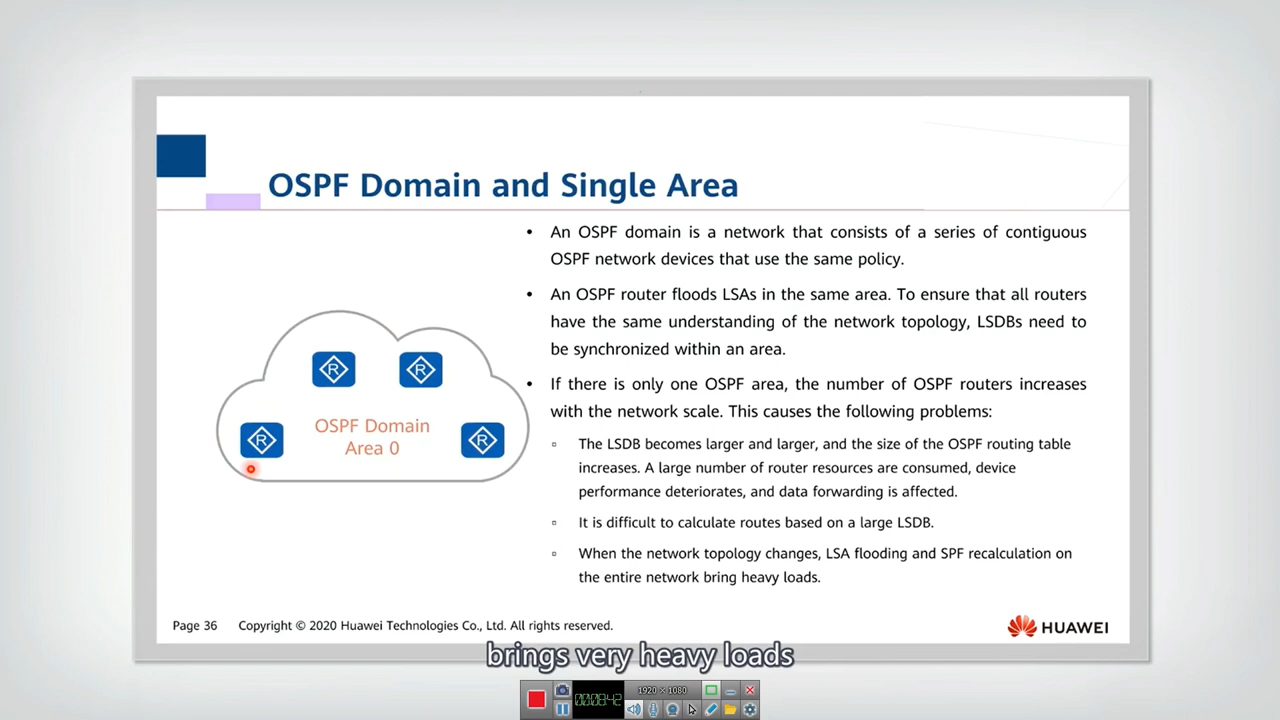 OSPF Domain and Single Area
• An OSPF domain is a network that consists of a series of contiguous
OSPF network devices that use the same policy.
• An OSPF router floods LSAs in the same area. To ensure that all routers
have the same understanding of the network topology, LSDBs need to
be synchronized within an area.
• If there is only one OSPF area, the number of OSPF routers increases
with the network scale. This causes the following problems:
▫ The LSDB becomes larger and larger, and the size of the OSPF routing table
increases. A large number of router resources are consumed, device
performance deteriorates, and data forwarding is affected.
▫ It is difficult to calculate routes based on a large LSDB.
▫ When the network topology changes, LSA flooding and SPF recalculation on
the entire network bring heavy loads.
R
R
R
OSPF Domain
Area 0
R
Page 36
Copyright © 2020 Huawei Technologies Co., Ltd. All rights reserved.
HUAWEI
brings very heavy loads
00:08:42
1920 × 1080